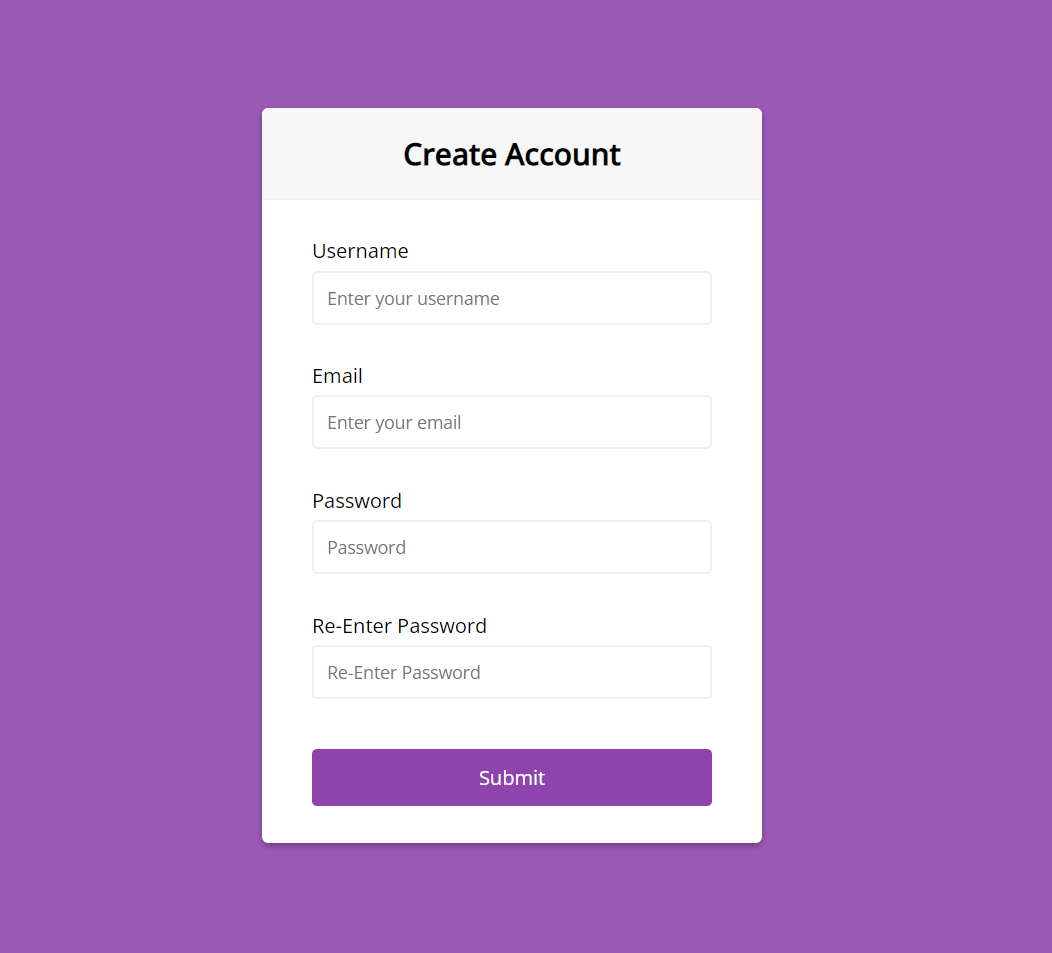 Create Account
Username
Enter your username
Email
Enter your email
Password
Password
Re-Enter Password
Re-Enter Password
Submit